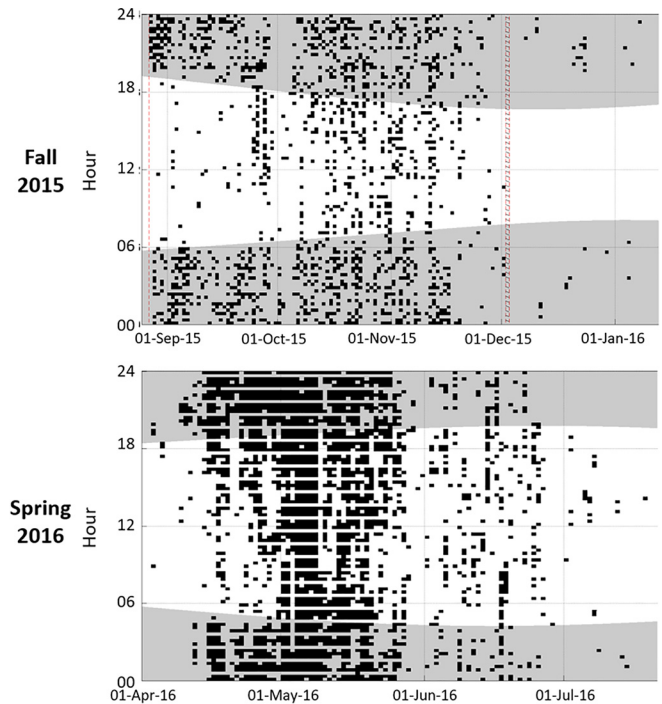 24
18
12
06
00
Fall
2015
Hour
01-Sep-15 01-Oct-15 01-Nov-15 01-Dec-15 01-Jan-16
24
18
12
06
00
Spring
2016
Hour
01-Apr-16 01-May-16 01-Jun-16 01-Jul-16